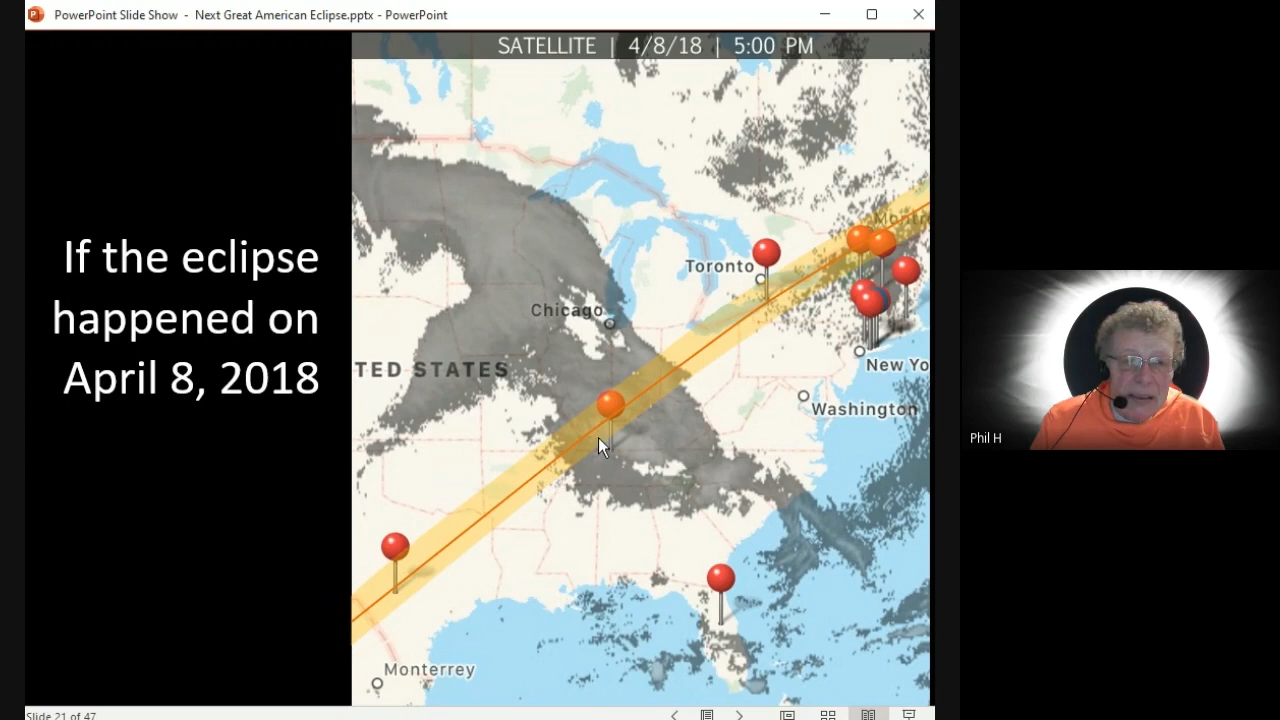 PowerPoint Slide Show - Next Great American Eclipse.pptx - PowerPoint
SATELLITE | 4/8/18 | 5:00 PM
If the eclipse
happened on
April 8, 2018
Montr
Toronto
Chicago
TED STATES
New Yo
Washington
Monterrey
Phil H
Slide 21 of 47